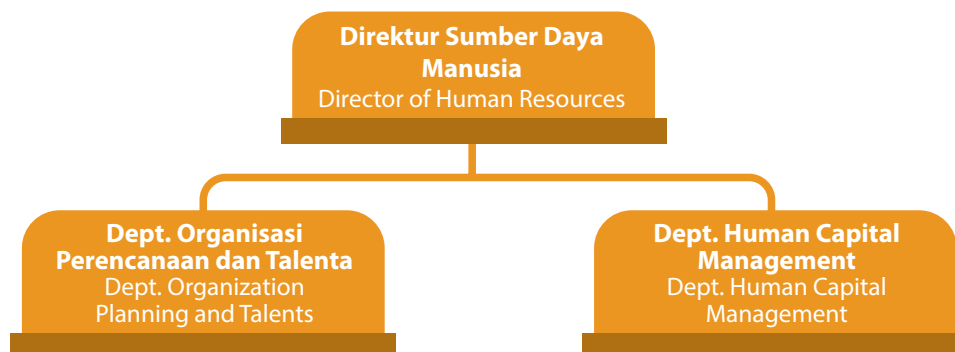 Direktur Sumber Daya
Manusia
Director of Human Resources
Dept. Organisasi
Perencanaan dan Talenta
Dept. Organization
Planning and Talents
Dept. Human Capital
Management
Dept. Human Capital
Management